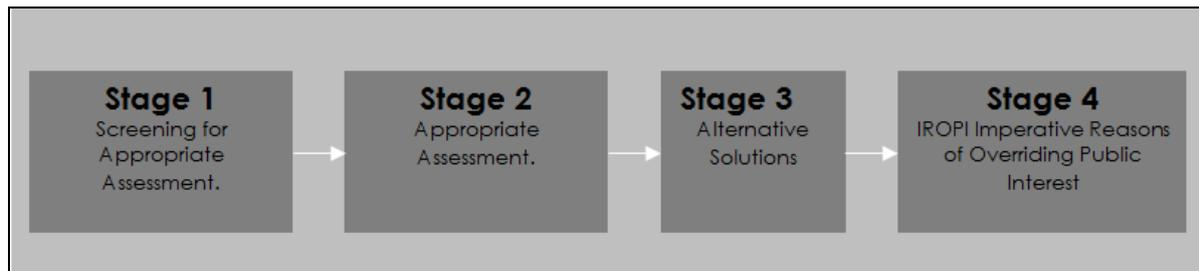 Stage 1
Screening for
Appropriate
Assessment.
Stage 2
Appropriate
Assessment.
Stage 3
Alternative
Solutions
Stage 4
IROPI Imperative Reasons
of Overriding Public
Interest